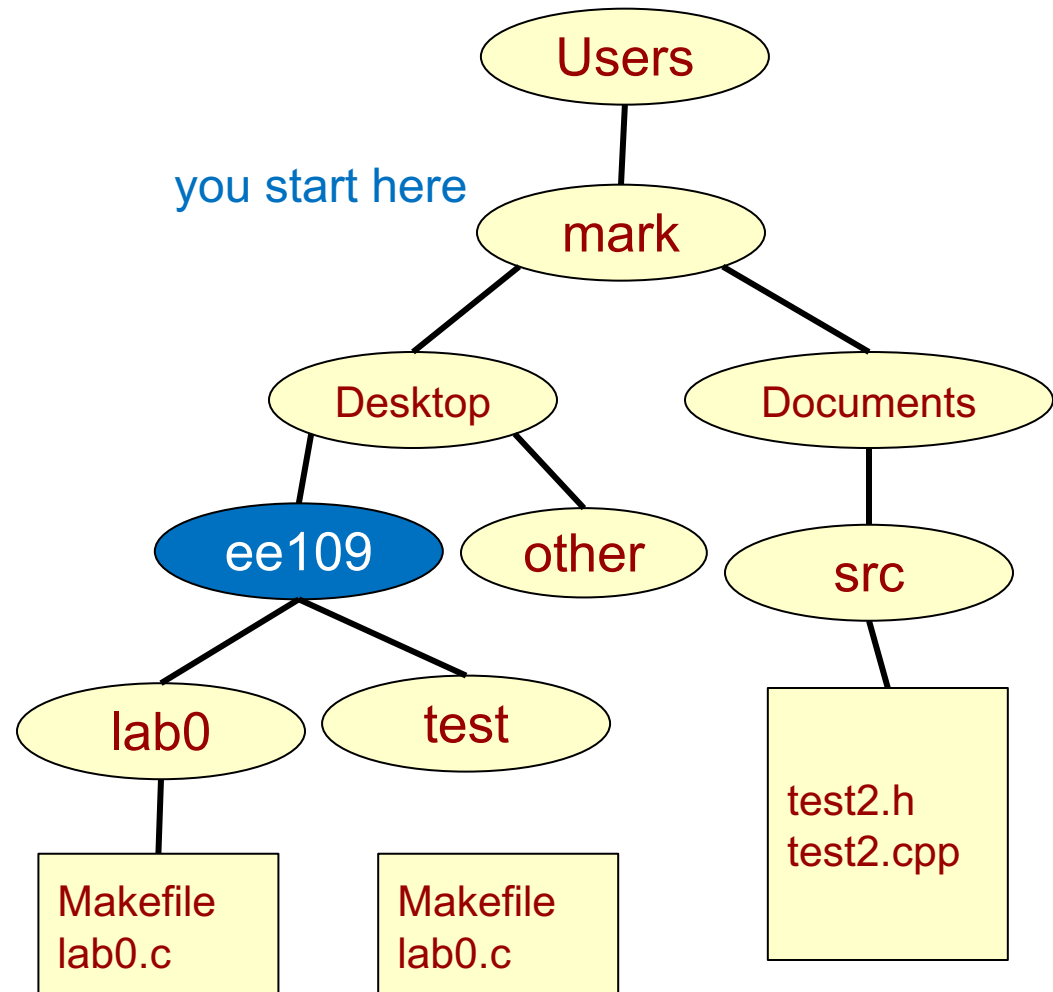 Users
you start here
mark
Desktop
Documents
ee109
other
src
lab0
test
test2.h
test2.cpp
Makefile
lab0.c
Makefile
lab0.c